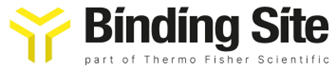 Binding Site
part of Thermo Fisher Scientific